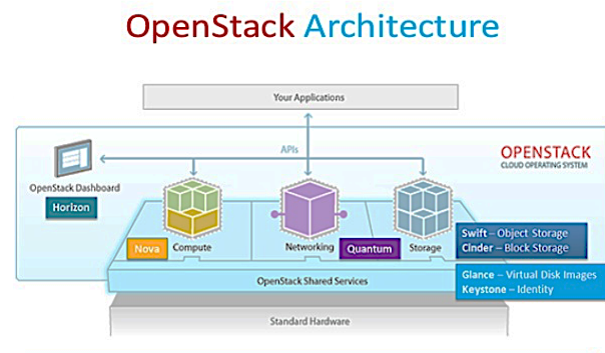 OpenStack Architecture
Your Applications
APIs
OPENSTACK
CLOUD OPERATING SYSTEM
OpenStack Dashboard
Horizon
Nova
Compute
Networking
Quantum
Storage
Swift – Object Storage
Cinder – Block Storage
OpenStack Shared Services
Glance – Virtual Disk Images
Keystone – Identity
Standard Hardware